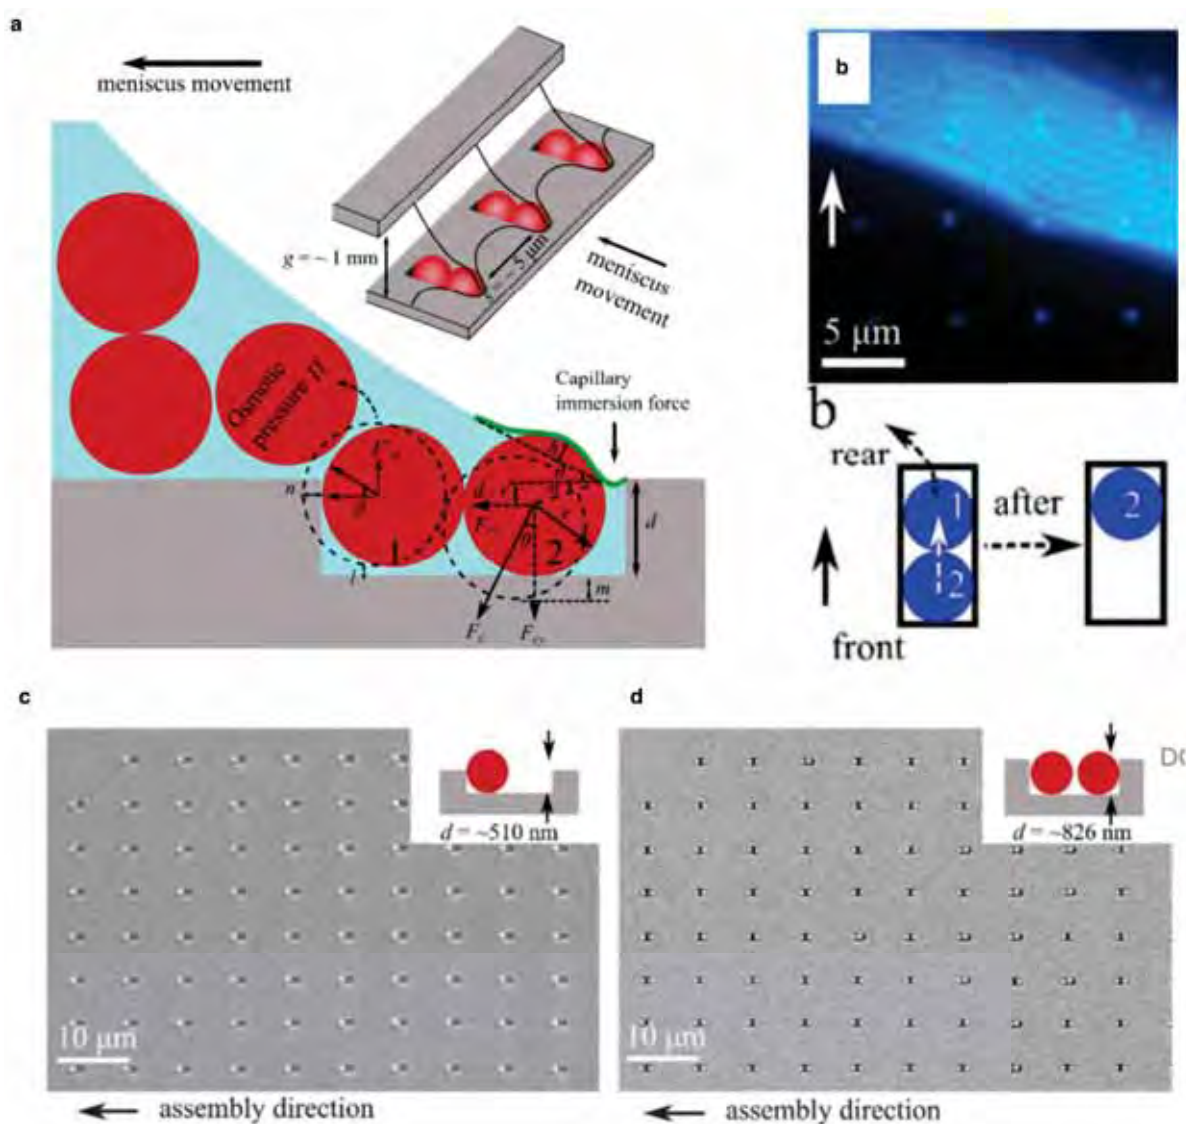 a
meniscus movement
g = ~ 1 mm
~ 5 μm
meniscus
movement
Osmotic
pressure Π
Capillary
immersion force
n
h
d
1
2
l
m
r
d
b
5 μm
b
rear
1
2
after
2
front
c
d = ~510 nm
10 μm
assembly direction
d
d = ~826 nm
10 μm
assembly direction